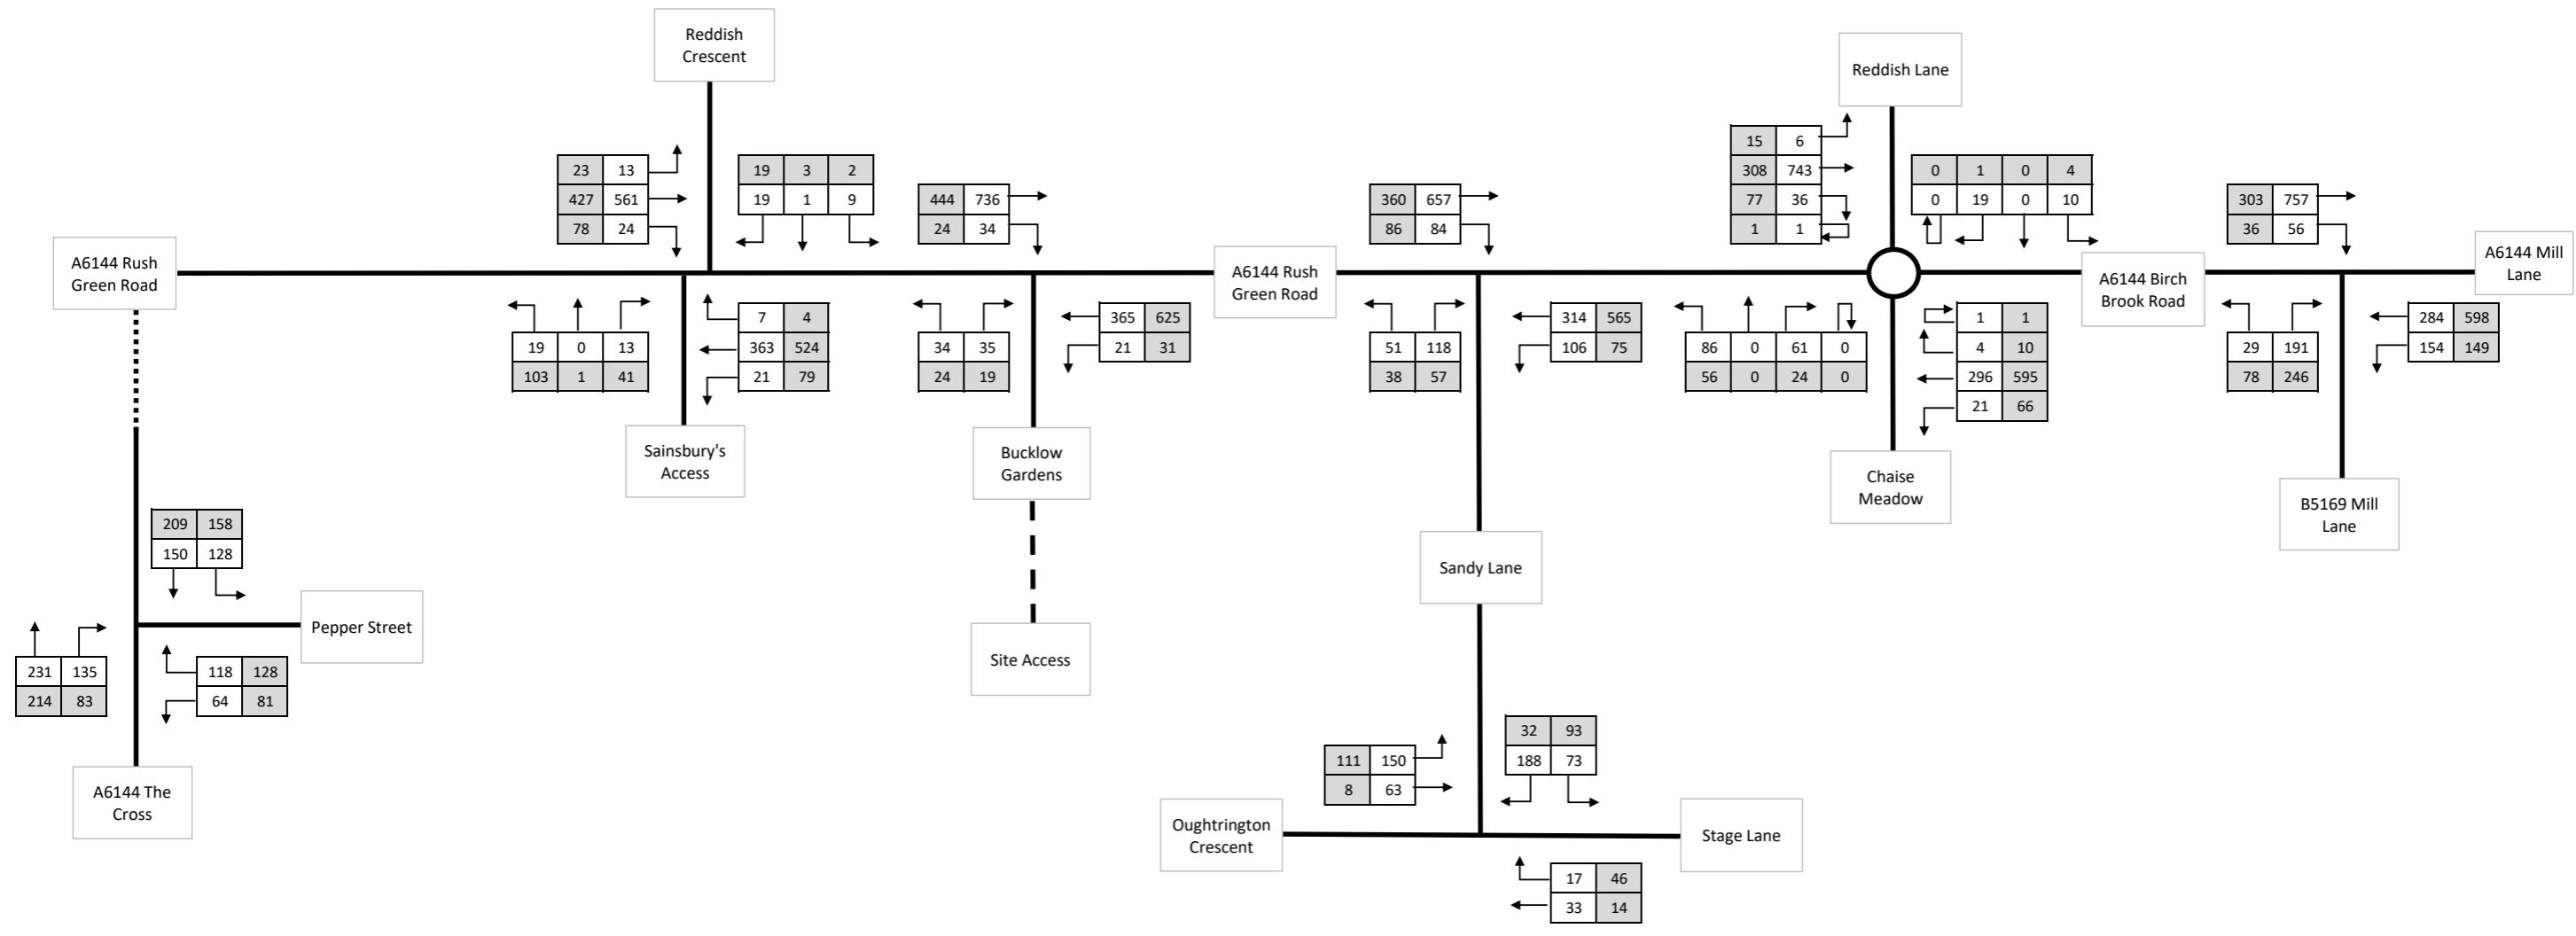 Reddish
Crescent
Reddish Lane
15 6
308 743
77 36
1 1
23 13
427 561
78 24
19 3 2
19 1 9
444 736
24 34
360 657
86 84
0 1 0 4
0 19 0 10
303 757
36 56
A6144 Rush
Green Road
A6144 Rush
Green Road
A6144 Birch
Brook Road
A6144 Mill
Lane
19 0 13
103 1 41
7 4
363 524
21 79
34 35
24 19
365 625
21 31
51 118
38 57
314 565
106 75
86 0 61 0
56 0 24 0
1 1
4 10
296 595
21 66
29 191
78 246
284 598
154 149
Sainsbury's
Access
Bucklow
Gardens
Chaise
Meadow
B5169 Mill
Lane
209 158
150 128
Sandy Lane
Pepper Street
Site Access
231 135
214 83
118 128
64 81
A6144 The
Cross
111 150
8 63
32 93
188 73
Oughtrington
Crescent
Stage Lane
17 46
33 14